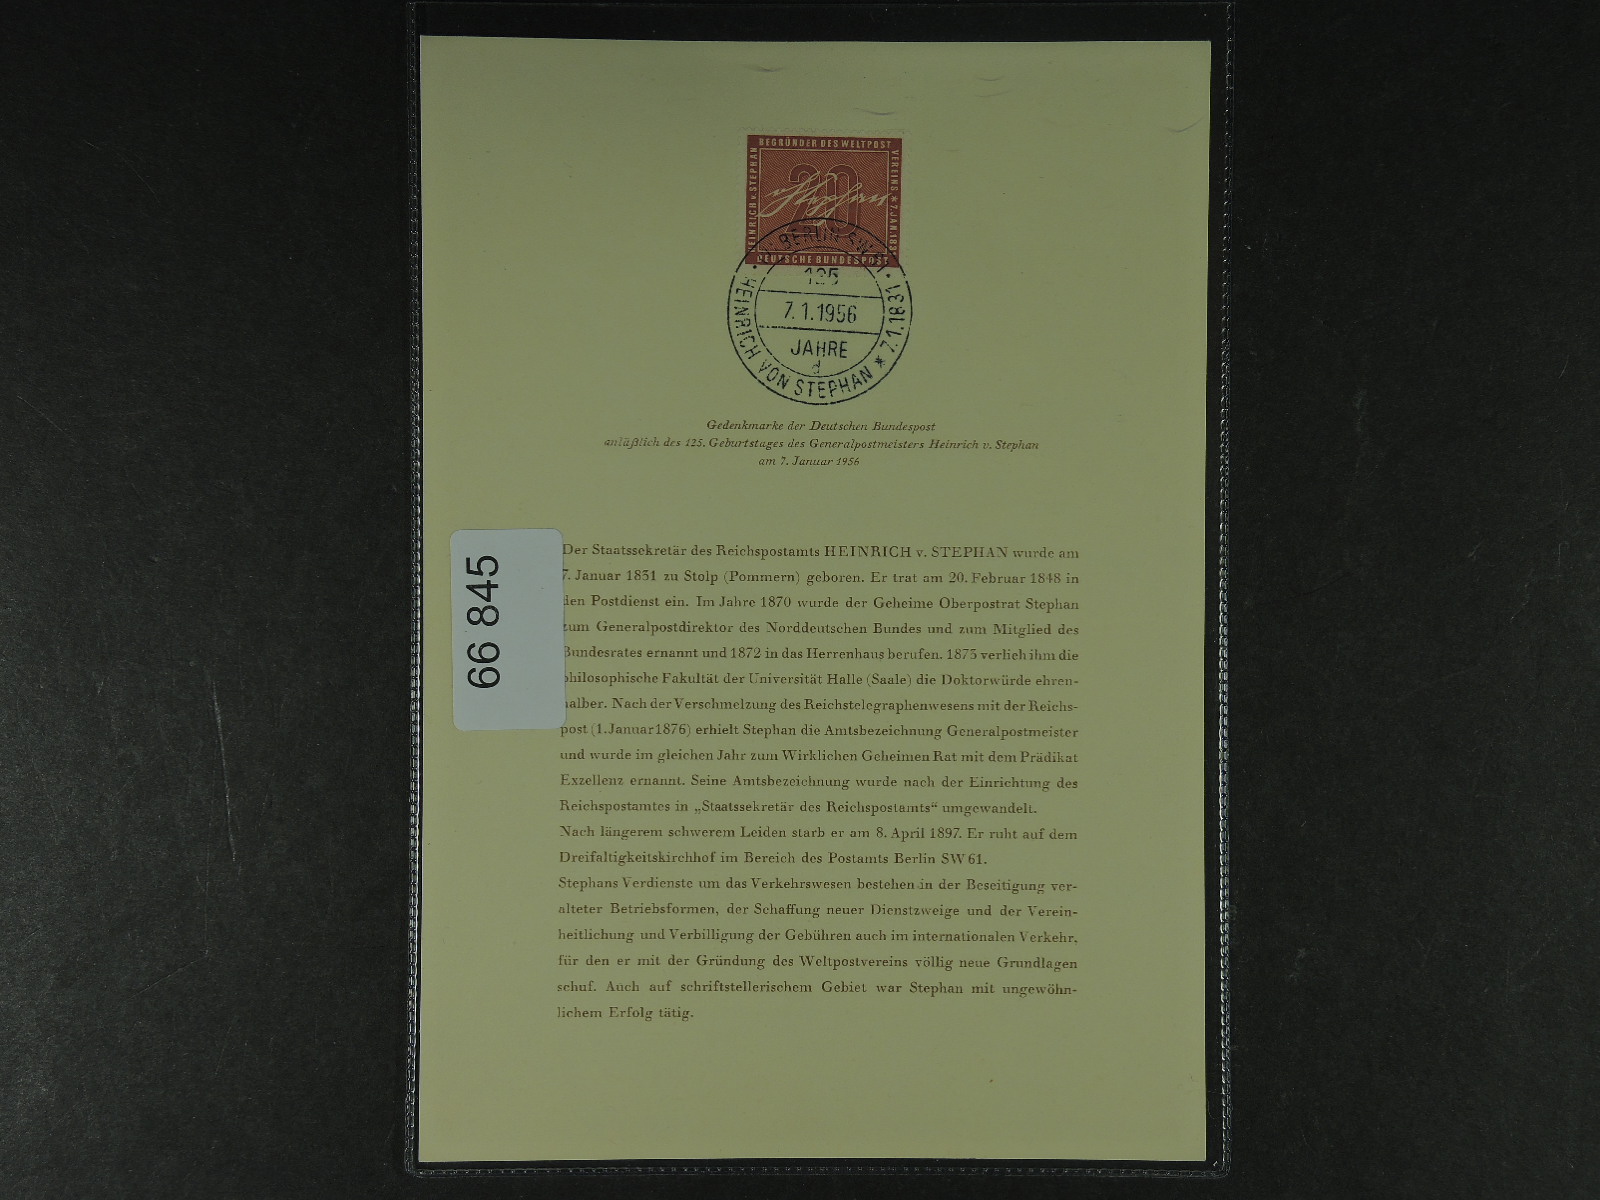 BEGRÜNDER DES WELTPOST
VEREINS * 7. JAN. 183
HEINRICH v. STEPHAN
20
v Stephan
DEUTSCHE BUNDESPOST
BERLIN SW
125
7.1.1956
JAHRE
d
HEINRICH VON STEPHAN * 7.1.1831
Gedenkmarke der Deutschen Bundespost
anläßlich des 125. Geburtstages des Generalpostmeisters Heinrich v. Stephan
am 7. Januar 1956
66 845
Der Staatssekretär des Reichspostamts HEINRICH v. STEPHAN wurde am
7. Januar 1831 zu Stolp (Pommern) geboren. Er trat am 20. Februar 1848 in
den Postdienst ein. Im Jahre 1870 wurde der Geheime Oberpostrat Stephan
zum Generalpostdirektor des Norddeutschen Bundes und zum Mitglied des
Bundesrates ernannt und 1872 in das Herrenhaus berufen. 1873 verlieh ihm die
philosophische Fakultät der Universität Halle (Saale) die Doktorwürde ehren-
halber. Nach der Verschmelzung des Reichstelegraphenwesens mit der Reichs-
post (1. Januar 1876) erhielt Stephan die Amtsbezeichnung Generalpostmeister
und wurde im gleichen Jahr zum Wirklichen Geheimen Rat mit dem Prädikat
Exzellenz ernannt. Seine Amtsbezeichnung wurde nach der Einrichtung des
Reichspostamtes in „Staatssekretär des Reichspostamts“ umgewandelt.
Nach längerem schwerem Leiden starb er am 8. April 1897. Er ruht auf dem
Dreifaltigkeitskirchhof im Bereich des Postamts Berlin SW 61.
Stephans Verdienste um das Verkehrswesen bestehen in der Beseitigung ver-
alteter Betriebsformen, der Schaffung neuer Dienstzweige und der Verein-
heitlichung und Verbilligung der Gebühren auch im internationalen Verkehr,
für den er mit der Gründung des Weltpostvereins völlig neue Grundlagen
schuf. Auch auf schriftstellerischem Gebiet war Stephan mit ungewöhn-
lichem Erfolg tätig.